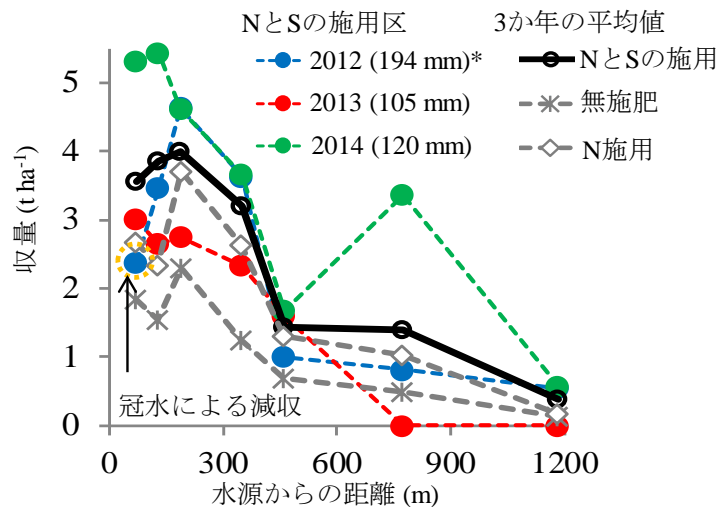 NとSの施用区
3か年の平均値
2012 (194 mm)*
2013 (105 mm)
2014 (120 mm)
NとSの施用
無施肥
N施用
収量 (t ha⁻¹)
5
4
3
2
1
0
冠水による減収
0 300 600 900 1200
水源からの距離 (m)